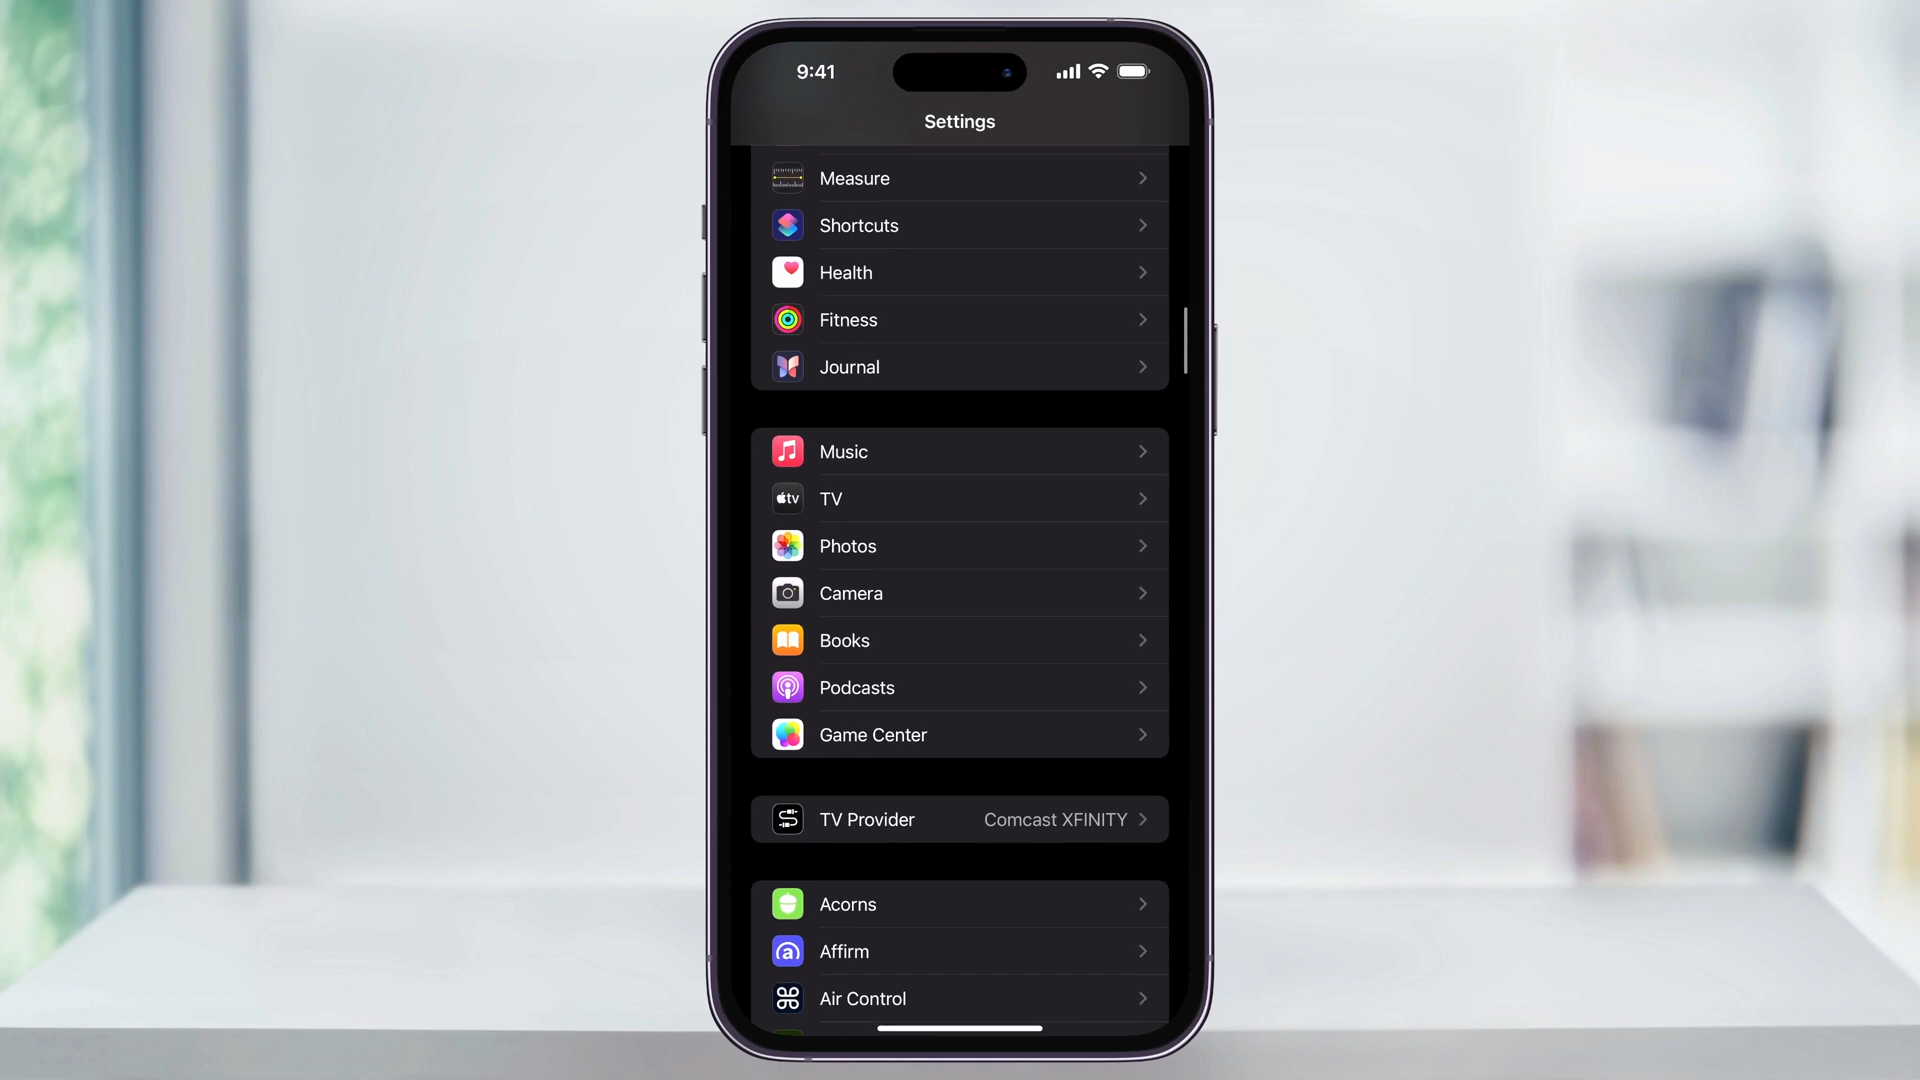 9:41
Settings
Measure
Shortcuts
Health
Fitness
Journal
Music
tv TV
Photos
Camera
Books
Podcasts
Game Center
TV Provider Comcast XFINITY
Acorns
a Affirm
Air Control